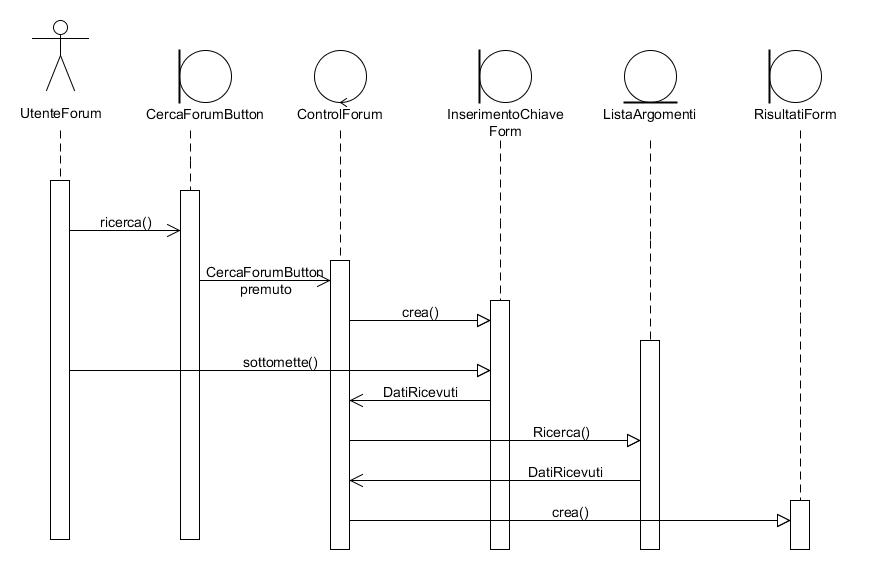 UtenteForum
CercaForumButton
ControlForum
InserimentoChiave
Form
ListaArgomenti
RisultatiForm
ricerca()
CercaForumButton
premuto
crea()
sottomette()
DatiRicevuti
Ricerca()
DatiRicevuti
crea()